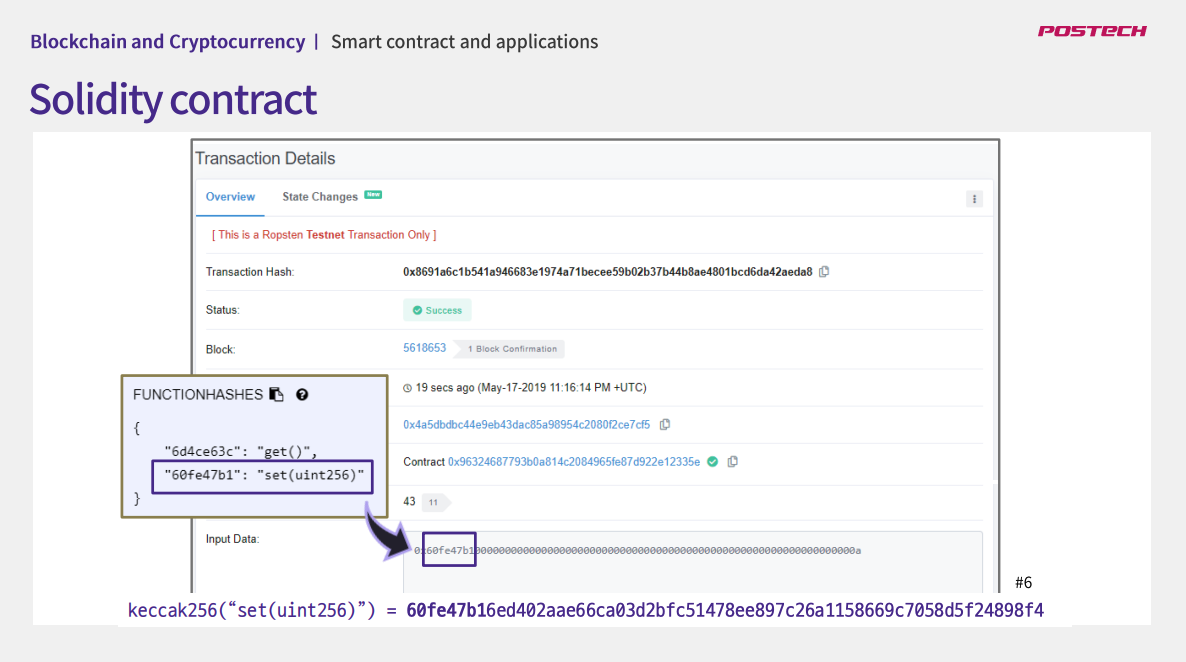 Blockchain and Cryptocurrency | Smart contract and applications
POSTECH
Solidity contract
Transaction Details
Overview State Changes New
[ This is a Ropsten Testnet Transaction Only ]
Transaction Hash: 0x8691a6c1b541a946683e1974a71becee59b02b37b44b8ae4801bcd6da42aeda8
Status: Success
Block: 5618653 1 Block Confirmation
19 secs ago (May-17-2019 11:16:14 PM +UTC)
0x4a5dbdbc44e9eb43dac85a98954c2080f2ce7cf5
Contract 0x96324687793b0a814c2084965fe87d922e12335e
43 11
FUNCTIONHASHES
{
"6d4ce63c": "get()",
"60fe47b1": "set(uint256)"
}
Input Data: 0x60fe47b1000000000000000000000000000000000000000000000000000000000000000a
#6
keccak256(“set(uint256)”) = 60fe47b16ed402aae66ca03d2bfc51478ee897c26a1158669c7058d5f24898f4